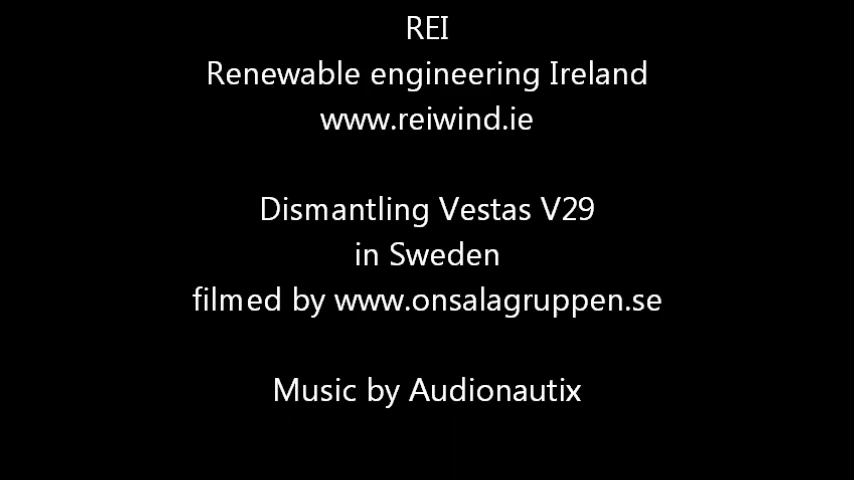 REI
Renewable engineering Ireland
www.reiwind.ie
Dismantling Vestas V29
in Sweden
filmed by www.onsalagruppen.se
Music by Audionautix